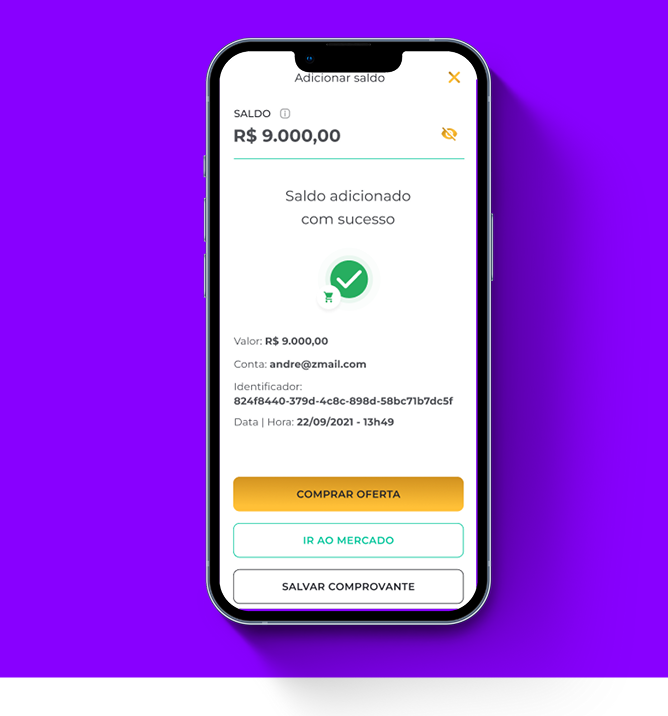 Adicionar saldo
SALDO
R$ 9.000,00
Saldo adicionado
com sucesso
Valor: R$ 9.000,00
Conta: andre@zmail.com
Identificador:
824f8440-379d-4c8c-898d-58bc71b7dc5f
Data | Hora: 22/09/2021 - 13h49
COMPRAR OFERTA
IR AO MERCADO
SALVAR COMPROVANTE